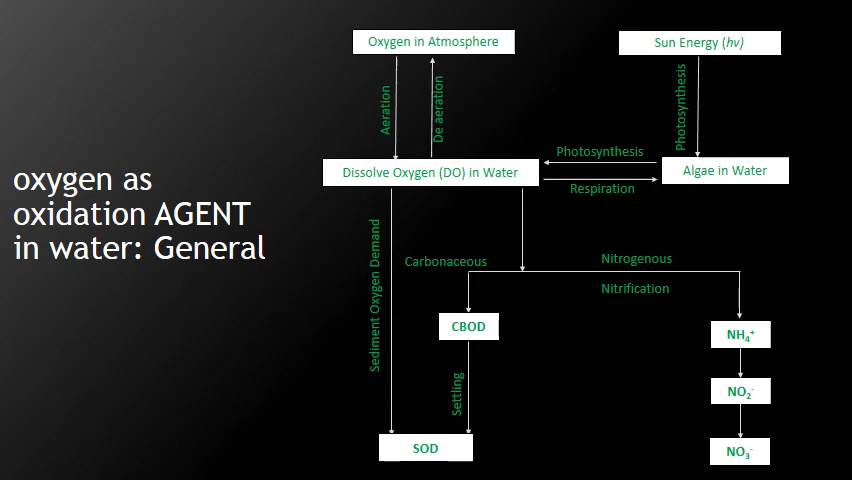 oxygen as
oxidation AGENT
in water: General
Oxygen in Atmosphere
Sun Energy (hv)
Aeration
De aeration
Photosynthesis
Dissolve Oxygen (DO) in Water
Photosynthesis
Respiration
Algae in Water
Sediment Oxygen Demand
Carbonaceous
Nitrogenous
Nitrification
CBOD
NH₄⁺
Settling
NO₂⁻
SOD
NO₃⁻